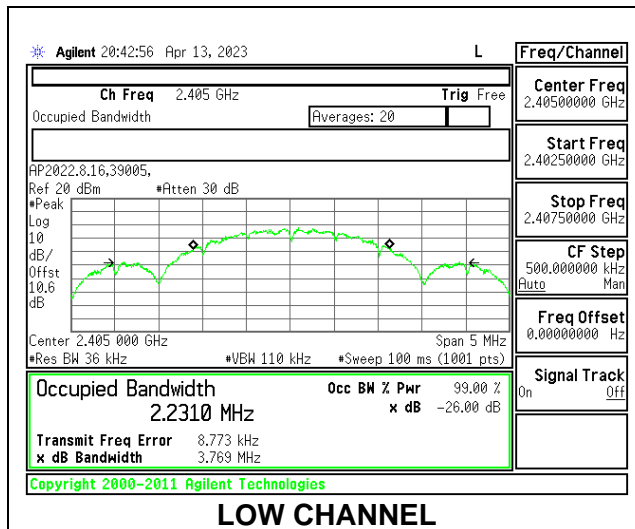 Agilent 20:42:56 Apr 13, 2023 L
Freq/Channel
Ch Freq 2.405 GHz Trig Free
Occupied Bandwidth Averages: 20
AP2022.8.16,39005,
Ref 20 dBm #Atten 30 dB
#Peak
Log
10
dB/
Offst
10.6
dB
Center 2.405 000 GHz Span 5 MHz
#Res BW 36 kHz #VBW 110 kHz #Sweep 100 ms (1001 pts)
Occupied Bandwidth Occ BW % Pwr 99.00 %
2.2310 MHz x dB -26.00 dB
Transmit Freq Error 8.773 kHz
x dB Bandwidth 3.769 MHz
Copyright 2000-2011 Agilent Technologies
Center Freq
2.40500000 GHz
Start Freq
2.40250000 GHz
Stop Freq
2.40750000 GHz
CF Step
500.000000 kHz
Auto Man
Freq Offset
0.00000000 Hz
Signal Track
On Off
LOW CHANNEL